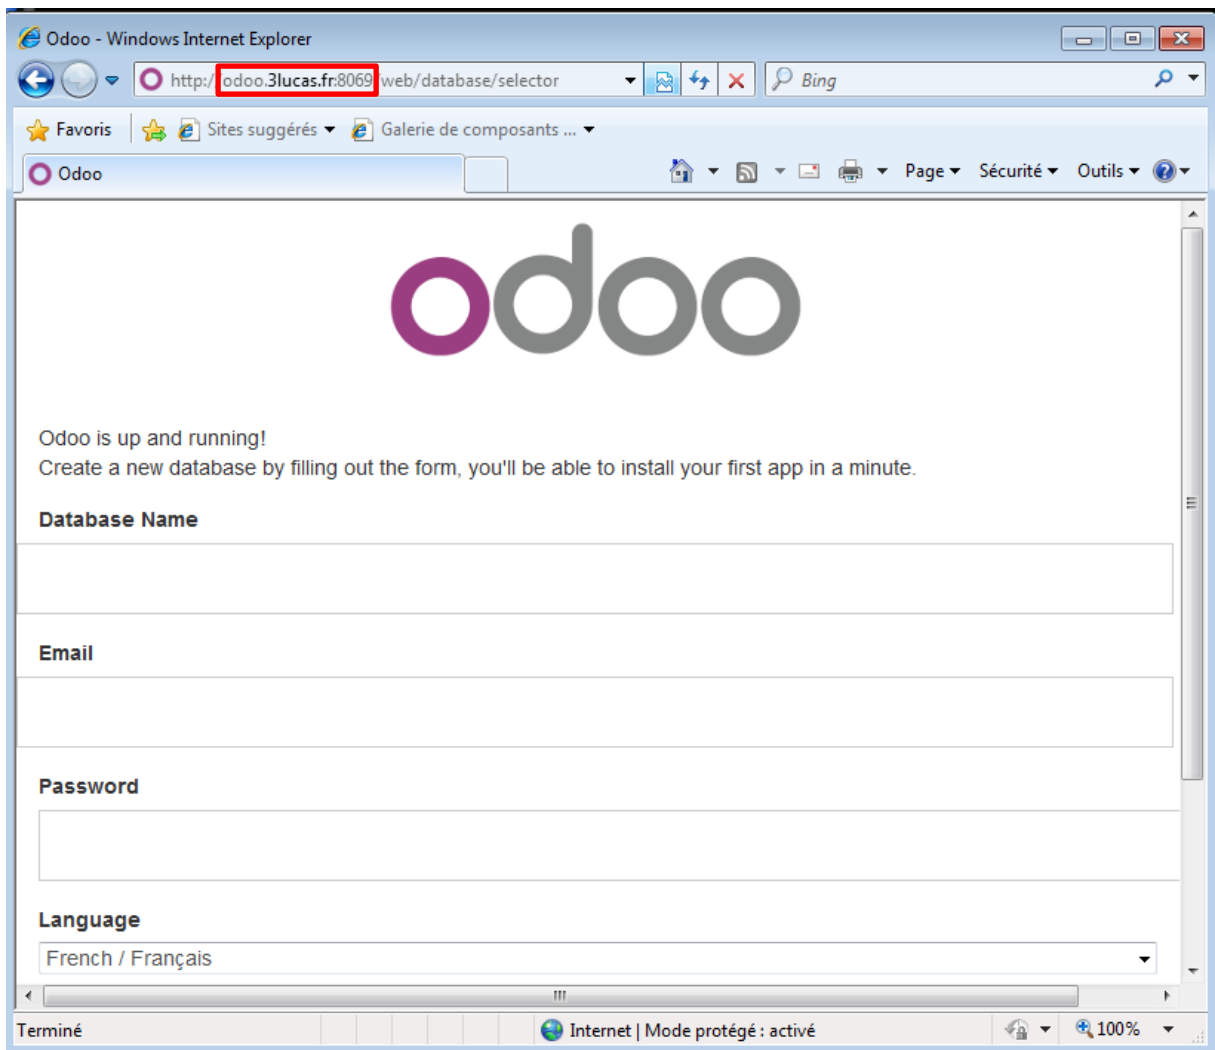 Odoo - Windows Internet Explorer
http://odoo.3lucas.fr:8069/web/database/selector
Bing
Favoris
Sites suggérés
Galerie de composants ...
Odoo
Page
Sécurité
Outils
odoo
Odoo is up and running!
Create a new database by filling out the form, you'll be able to install your first app in a minute.
Database Name
Email
Password
Language
French / Français
Terminé
Internet | Mode protégé : activé
100%